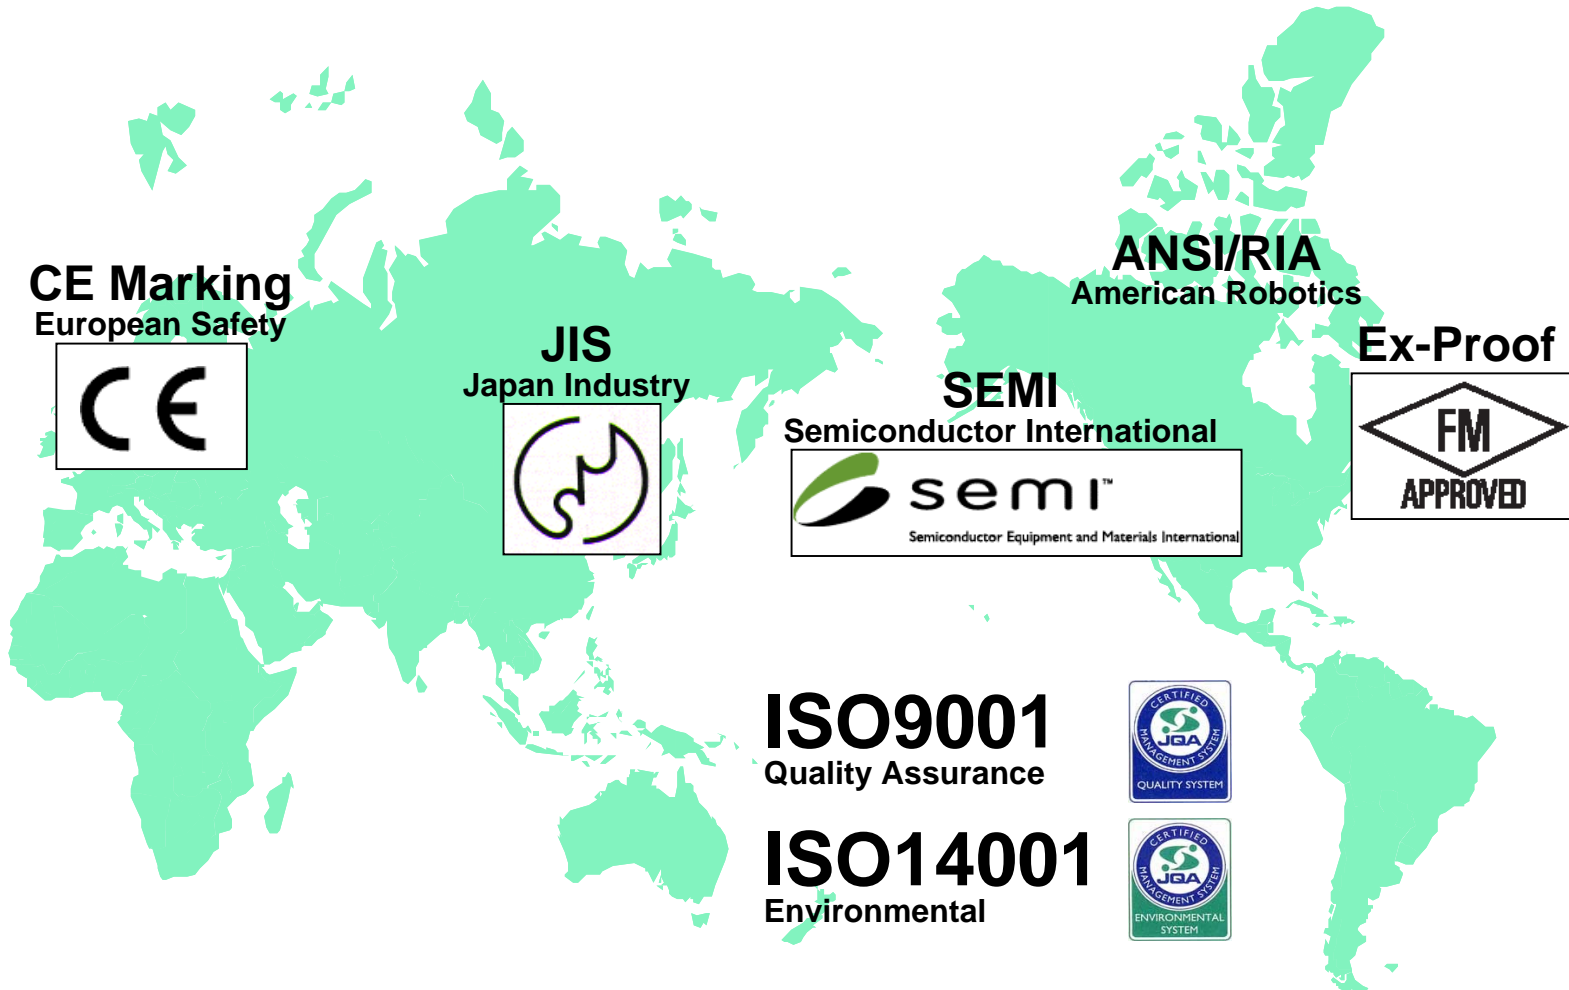 ANSI/RIA
American Robotics
CE Marking
European Safety
CE
JIS
Japan Industry
Ex-Proof
FM
APPROVED
SEMI
Semiconductor International
semi™
Semiconductor Equipment and Materials International
ISO9001
Quality Assurance
CERTIFIED
JQA
MANAGEMENT SYSTEM
QUALITY SYSTEM
ISO14001
Environmental
CERTIFIED
JQA
MANAGEMENT SYSTEM
ENVIRONMENTAL
SYSTEM